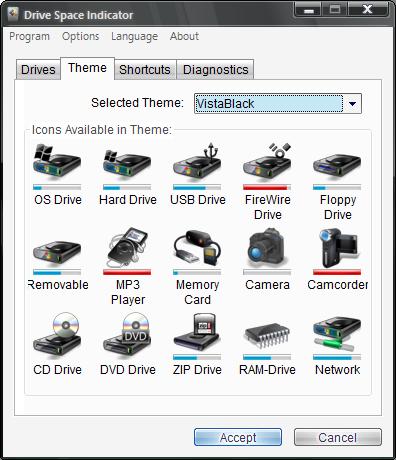 Drive Space Indicator
Program Options Language About
Drives Theme Shortcuts Diagnostics
Selected Theme: VistaBlack
Icons Available in Theme:
OS Drive Hard Drive USB Drive FireWire Drive Floppy Drive
Removable MP3 Player Memory Card Camera Camcorder
DVD
zip
CD Drive DVD Drive ZIP Drive RAM-Drive Network
Accept Cancel